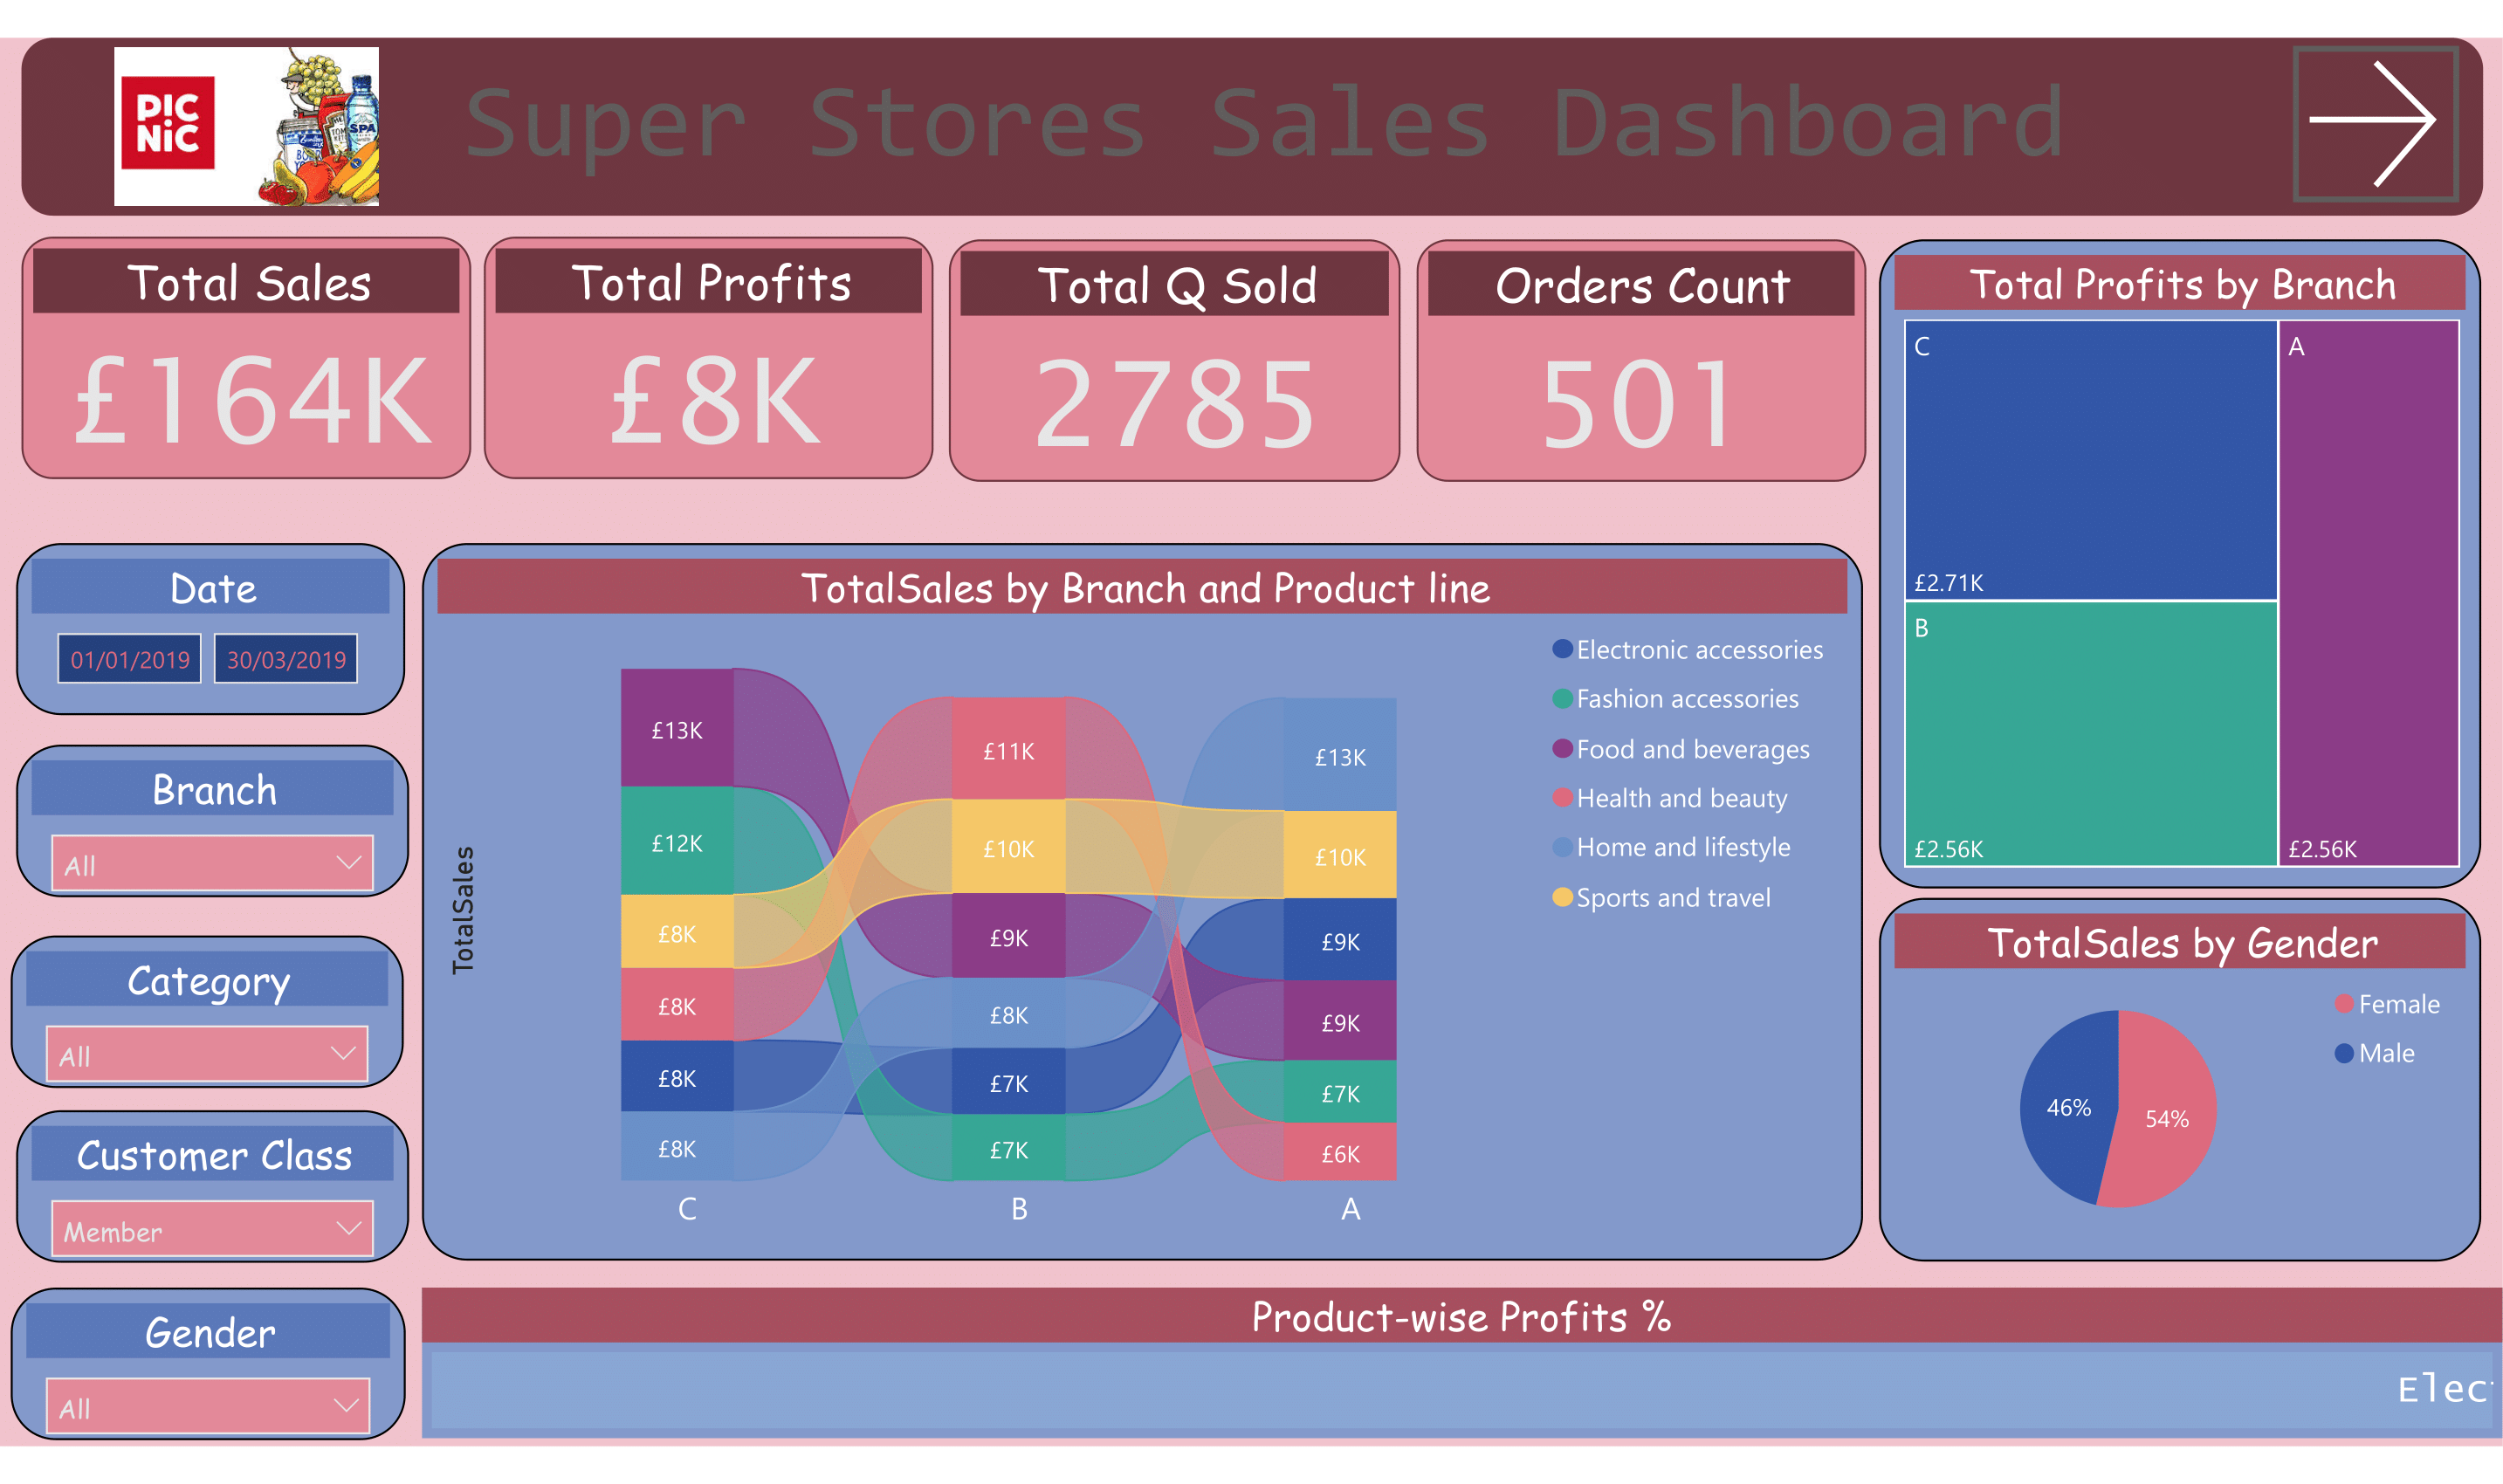 PiC
NiC
SPA
Super Stores Sales Dashboard
Total Sales
£164K
Total Profits
£8K
Total Q Sold
2785
Orders Count
501
Total Profits by Branch
C
£2.71K
A
£2.56K
B
£2.56K
Date
01/01/2019 30/03/2019
Branch
All
Category
All
Customer Class
Member
Gender
All
TotalSales by Branch and Product line
TotalSales
£13K
£12K
£8K
£8K
£8K
£8K
C
£11K
£10K
£9K
£8K
£7K
£7K
B
£13K
£10K
£9K
£9K
£7K
£6K
A
Electronic accessories
Fashion accessories
Food and beverages
Health and beauty
Home and lifestyle
Sports and travel
TotalSales by Gender
46%
54%
Female
Male
Product-wise Profits %
Elec